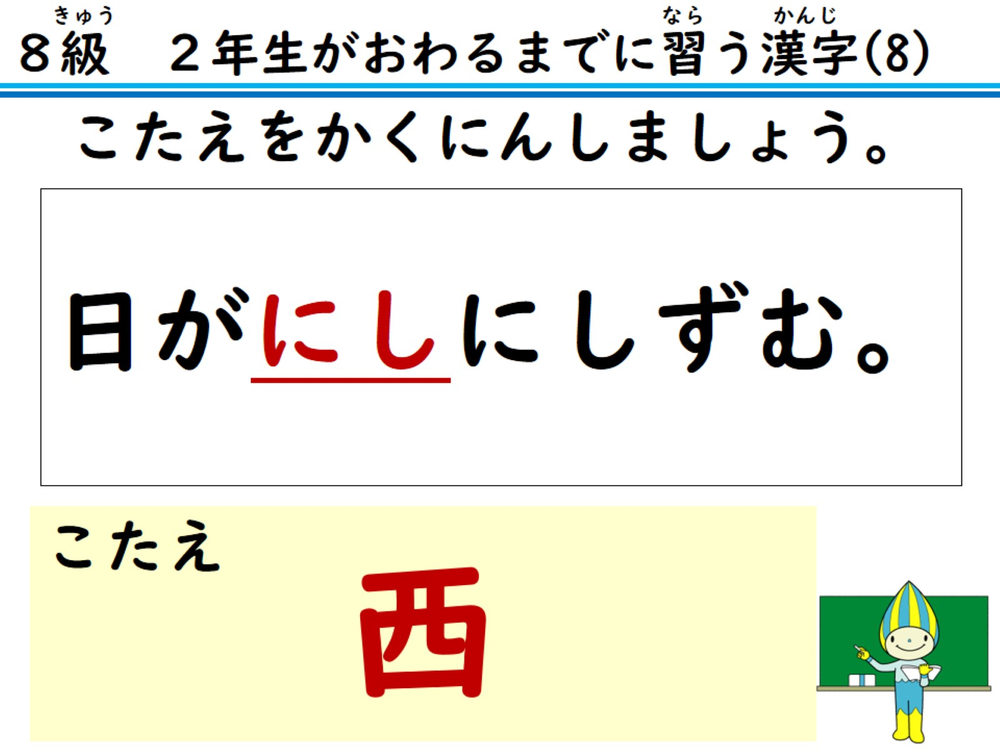 きゅう なら かんじ
８級　２年生がおわるまでに習う漢字(8)
こたえをかくにんしましょう。
日がにしにしずむ。
こたえ
西